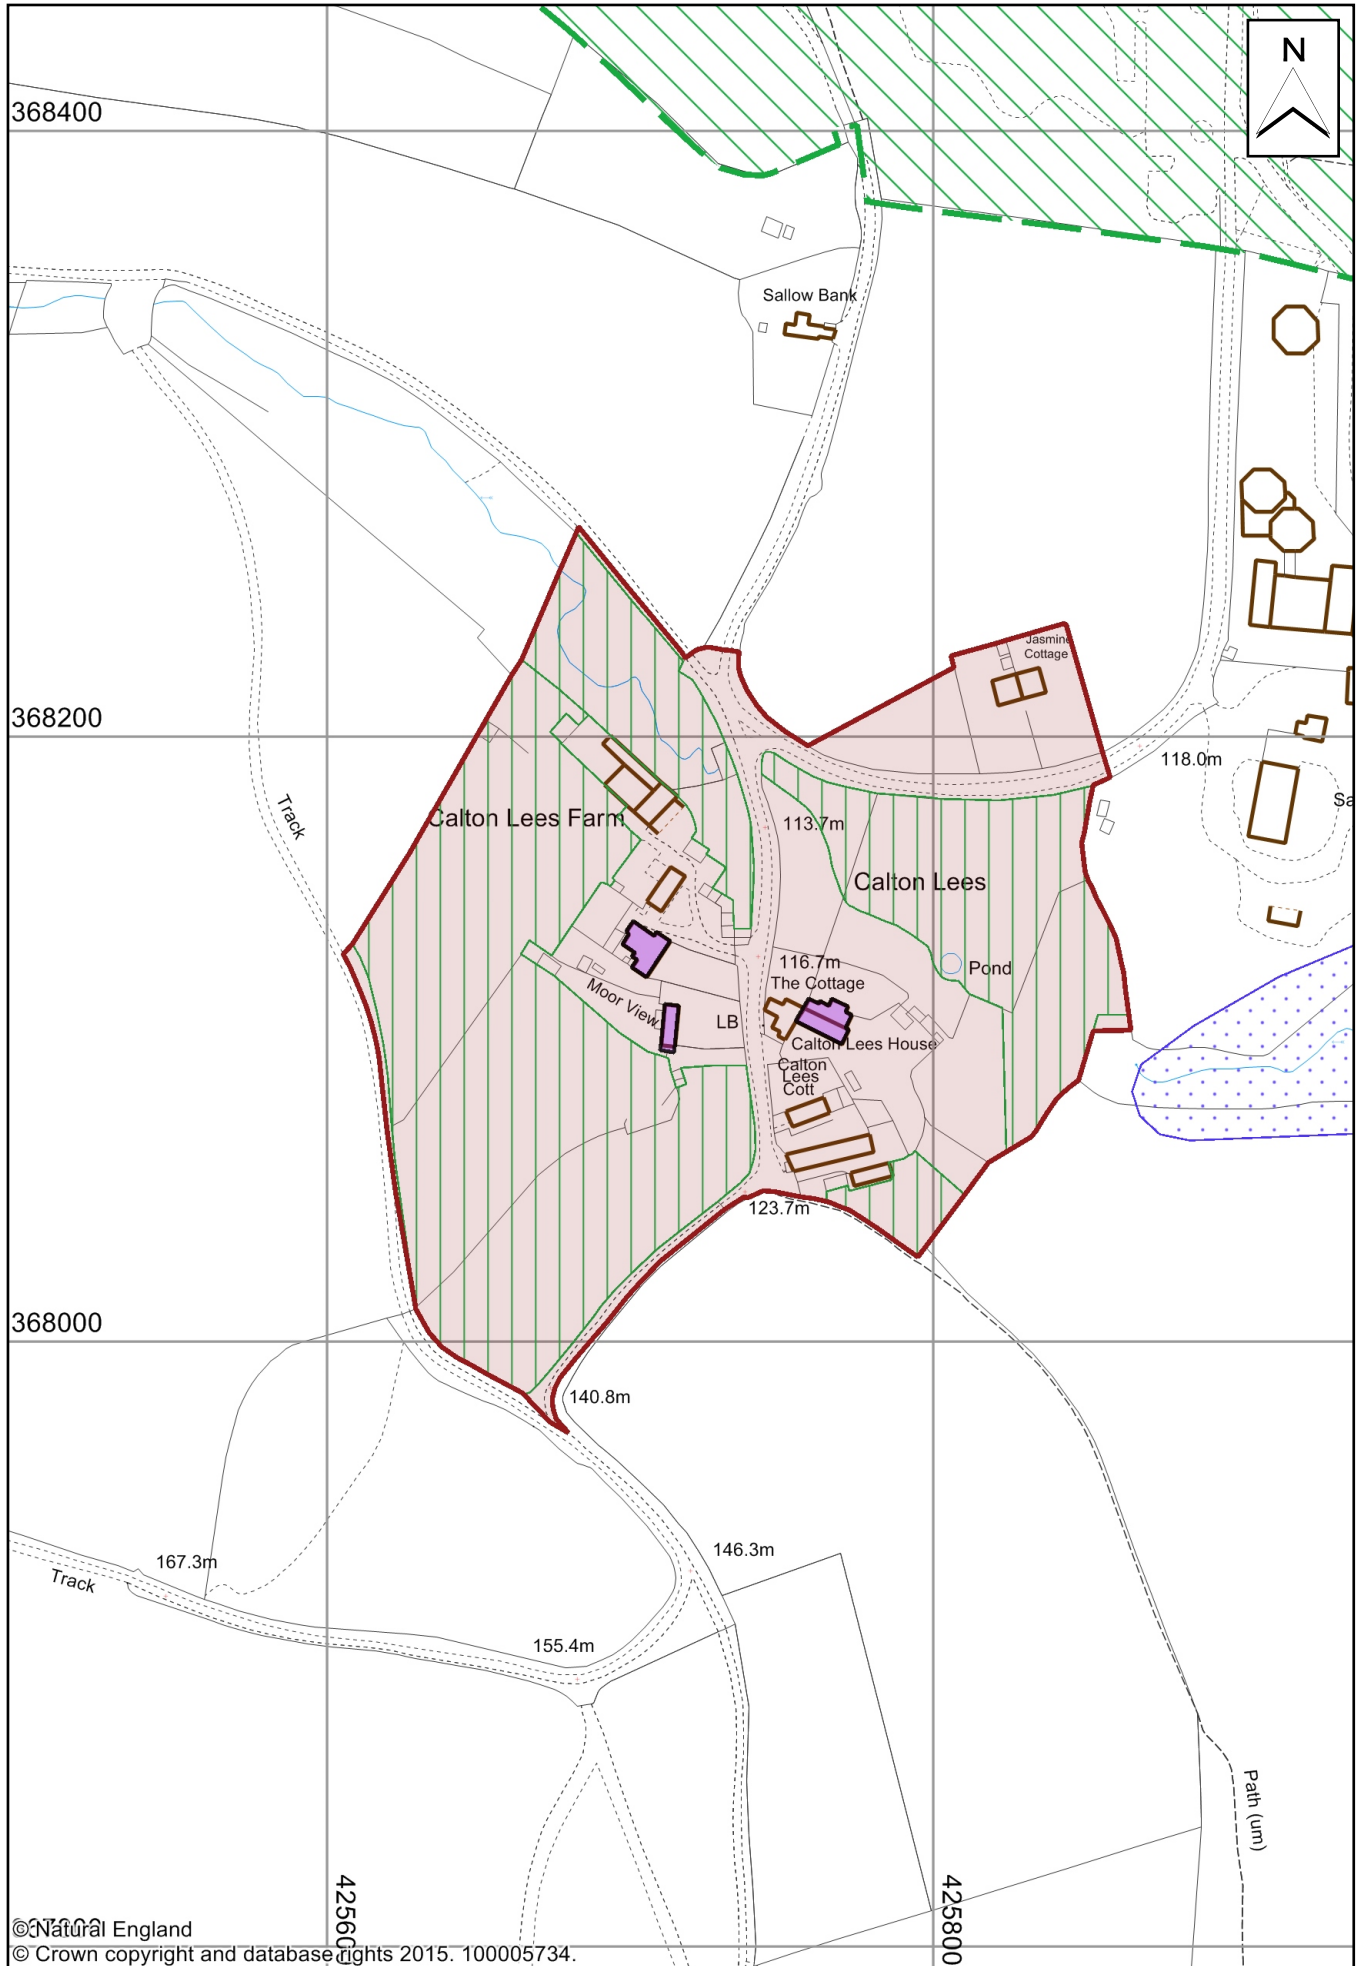 N
368400
Sallow Bank
Jasmine
Cottage
368200
118.0m
Track
Calton Lees Farm
113.7m
Sa
Calton Lees
116.7m
Pond
The Cottage
Moor View
LB
Calton Lees House
Calton
Lees
Cott
123.7m
368000
140.8m
146.3m
167.3m
Track
155.4m
Path (um)
425600
425800
© Natural England
© Crown copyright and database rights 2015. 100005734.